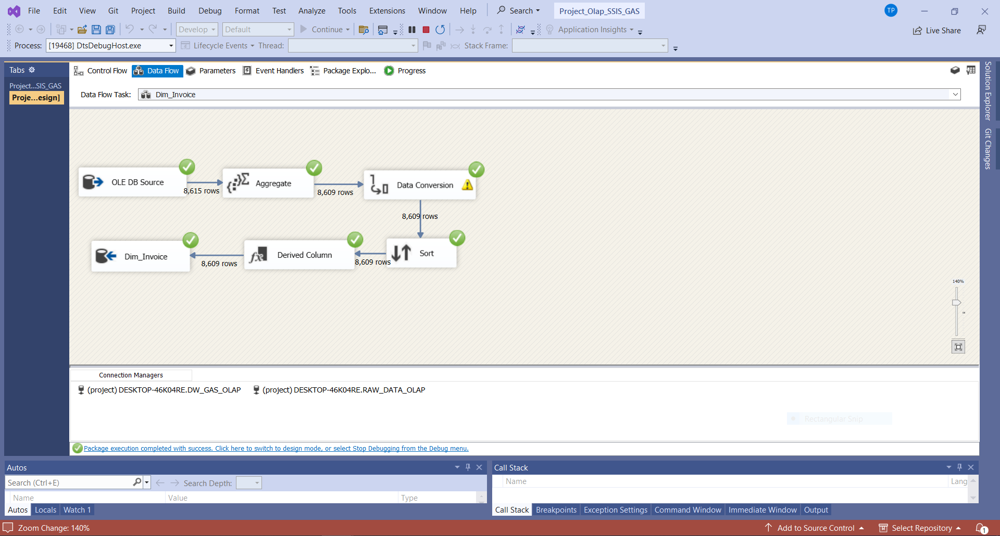 File Edit View Git Project Build Debug Format Test Analyze Tools Extensions Window Help Search Project_Olap_SSIS_GAS TP
Develop Default Continue Application Insights Live Share
Process: [19468] DtsDebugHost.exe Lifecycle Events Thread: Stack Frame:
Tabs Control Flow Data Flow Parameters Event Handlers Package Explo... Progress
Project...SIS_GAS
Proje...esign]
Data Flow Task: Dim_Invoice
Solution Explorer
Git Changes
OLE DB Source
8,615 rows
Aggregate
8,609 rows
Data Conversion
8,609 rows
Sort
8,609 rows
Derived Column
8,609 rows
Dim_Invoice
140%
Connection Managers
(project) DESKTOP-46K04RE.DW_GAS_OLAP (project) DESKTOP-46K04RE.RAW_DATA_OLAP
Rectangular Snip
Package execution completed with success. Click here to switch to design mode, or select Stop Debugging from the Debug menu.
Autos
Search (Ctrl+E) Search Depth:
Name Value Type
Autos Locals Watch 1
Call Stack
Name Lang
Call Stack Breakpoints Exception Settings Command Window Immediate Window Output
Zoom Change: 140% Add to Source Control Select Repository 1